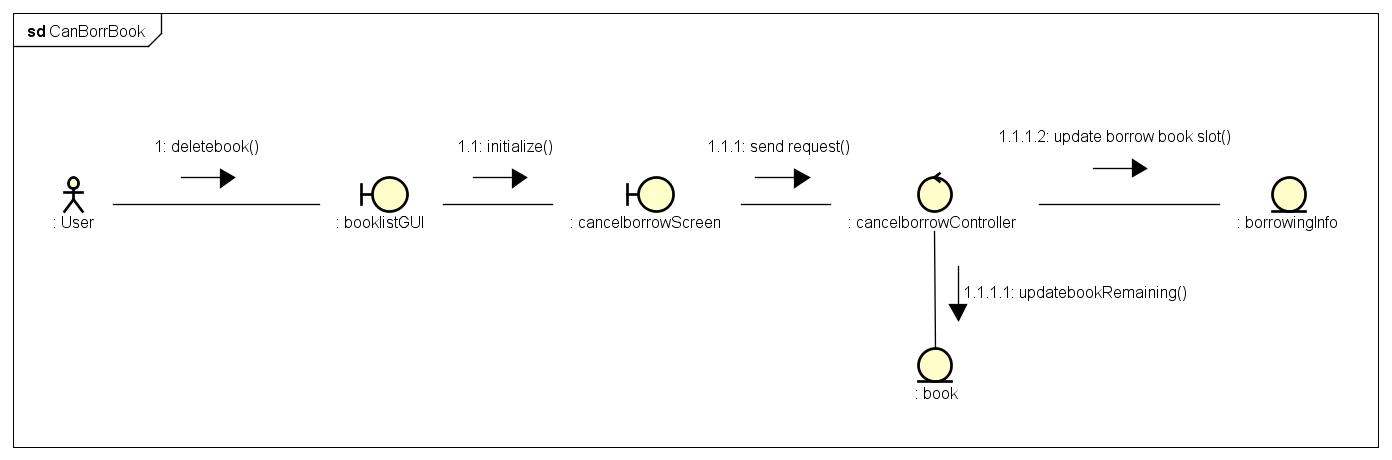 sd CanBorrBook
1: deletebook()
1.1: initialize()
1.1.1: send request()
1.1.1.2: update borrow book slot()
: User
: booklistGUI
: cancelborrowScreen
: cancelborrowController
: borrowingInfo
1.1.1.1: updatebookRemaining()
: book